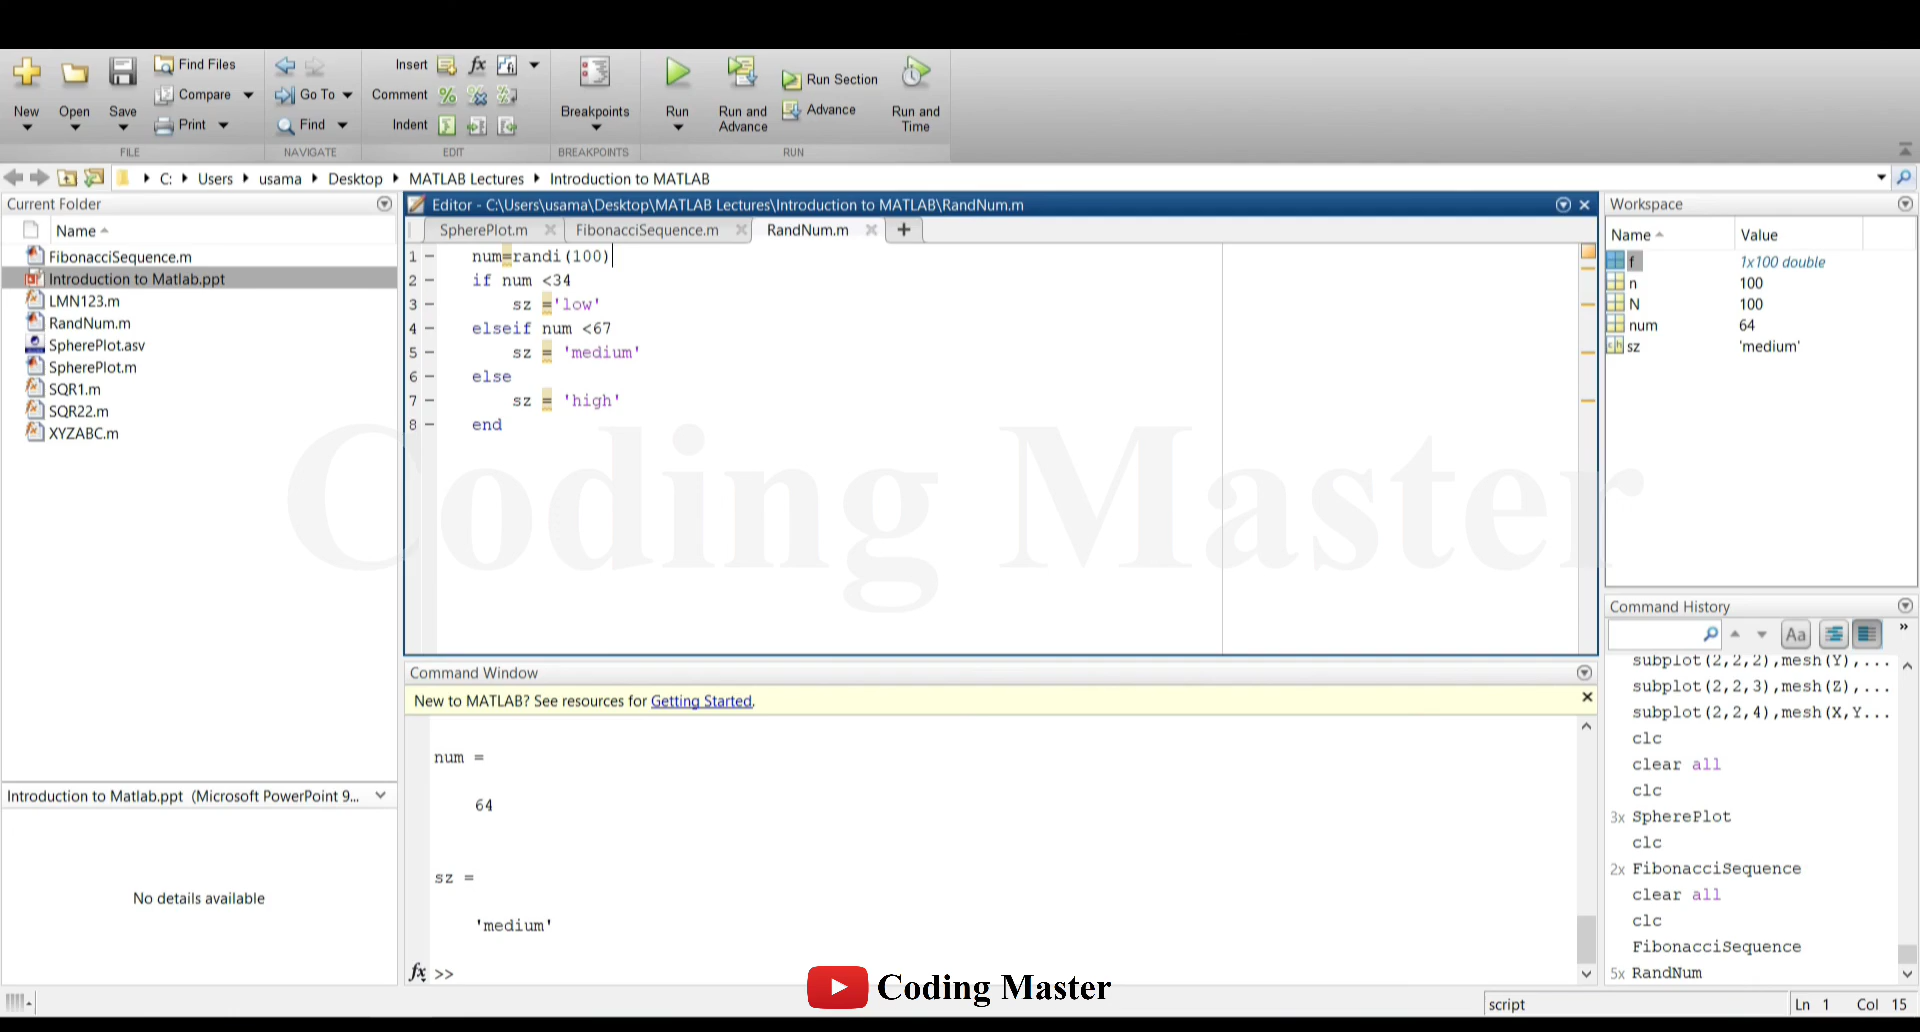 New
Open
Save
Find Files
Compare
Print
FILE
Go To
Find
NAVIGATE
Insert
Comment
Indent
EDIT
Breakpoints
BREAKPOINTS
Run
Run and
Advance
Run Section
Advance
Run and
Time
RUN
C: Users usama Desktop MATLAB Lectures Introduction to MATLAB
Current Folder
Name
FibonacciSequence.m
Introduction to Matlab.ppt
LMN123.m
RandNum.m
SpherePlot.asv
SpherePlot.m
SQR1.m
SQR22.m
XYZABC.m
Introduction to Matlab.ppt (Microsoft PowerPoint 9...
No details available
Editor - C:\Users\usama\Desktop\MATLAB Lectures\Introduction to MATLAB\RandNum.m
SpherePlot.m FibonacciSequence.m RandNum.m +
1 – num=randi(100)
2 – if num <34
3 – sz ='low'
4 – elseif num <67
5 – sz = 'medium'
6 – else
7 – sz = 'high'
8 – end
Coding Master
Command Window
New to MATLAB? See resources for Getting Started.
num =
64
sz =
'medium'
fx >>
Workspace
Name Value
f 1x100 double
n 100
N 100
num 64
sz 'medium'
Command History
Aa
subplot(2,2,2),mesh(Y),...
subplot(2,2,3),mesh(Z),...
subplot(2,2,4),mesh(X,Y...
clc
clear all
clc
3x SpherePlot
clc
2x FibonacciSequence
clear all
clc
FibonacciSequence
5x RandNum
Coding Master
script
Ln 1 Col 15